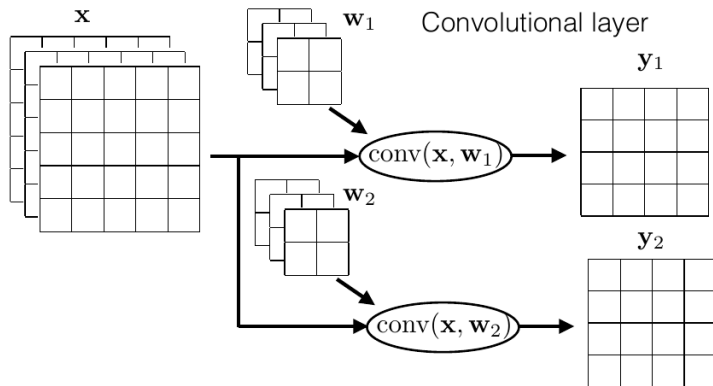 x
w₁
Convolutional layer
y₁
conv(x, w₁)
w₂
y₂
conv(x, w₂)